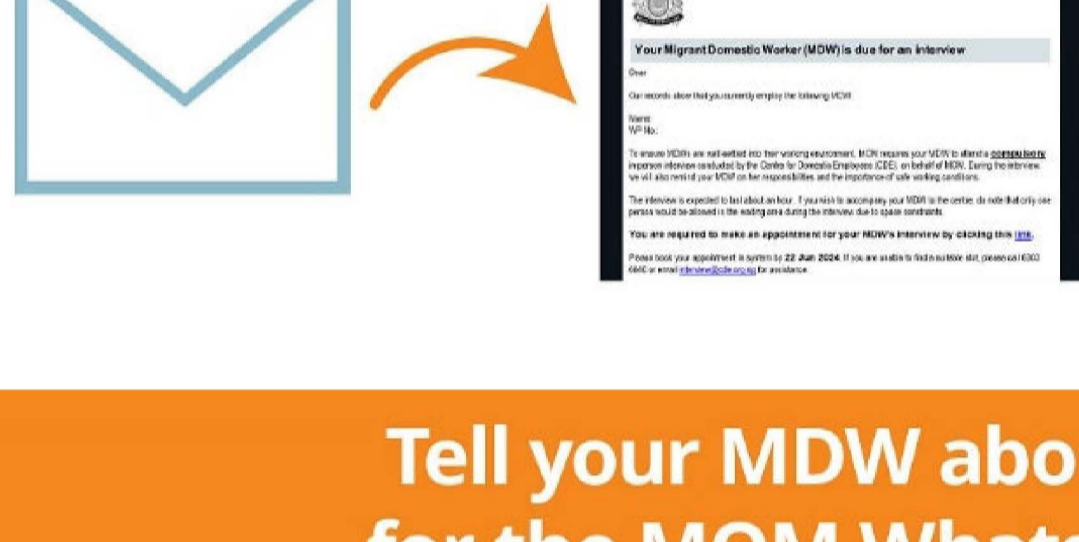 Your Migrant Domestic Worker (MDW) is due for an interview
Dear
Our records show that you currently employ the following MDW:
Name:
WP No.:
To ensure MDWs are well-settled into their working environment, MOM requires your MDW to attend a compulsory
in-person interview conducted by the Centre for Domestic Employees (CDE), on behalf of MOM. During the interview,
we will also remind your MDW on her responsibilities and the importance of safe working conditions.
The interview is expected to last about an hour. If you wish to accompany your MDW to the centre, do note that only one
person would be allowed in the waiting area during the interview due to space constraints.
You are required to make an appointment for your MDW's interview by clicking this link.
Please book your appointment in system by 22 Jun 2024. If you are unable to find a suitable slot, please call 6303
or email interview@cde.org.sg for assistance.
Tell your MDW abo
for the MOM Whats